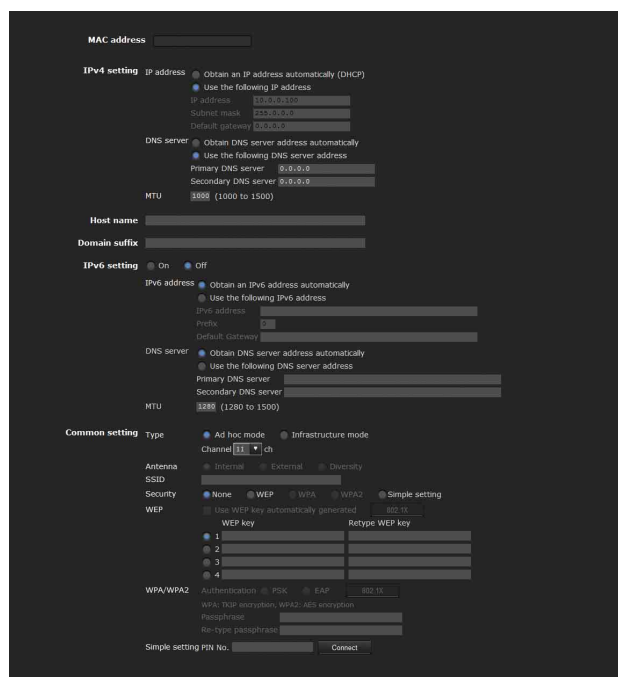 MAC address
IPv4 setting IP address Obtain an IP address automatically (DHCP)
Use the following IP address
IP address 10.0.0.100
Subnet mask 255.0.0.0
Default gateway 0.0.0.0
DNS server Obtain DNS server address automatically
Use the following DNS server address
Primary DNS server 0.0.0.0
Secondary DNS server 0.0.0.0
MTU 1000 (1000 to 1500)
Host name
Domain suffix
IPv6 setting On Off
IPv6 address Obtain an IPv6 address automatically
Use the following IPv6 address
IPv6 address
Prefix 0
Default Gateway
DNS server Obtain DNS server address automatically
Use the following DNS server address
Primary DNS server
Secondary DNS server
MTU 1280 (1280 to 1500)
Common setting Type Ad hoc mode Infrastructure mode
Channel 11 ch
Antenna Internal External Diversity
SSID
Security None WEP WPA WPA2 Simple setting
WEP Use WEP key automatically generated 802.1X
WEP key Retype WEP key
1
2
3
4
WPA/WPA2 Authentication PSK EAP 802.1X
WPA: TKIP encryption, WPA2: AES encryption
Passphrase
Re-type passphrase
Simple setting PIN No. Connect